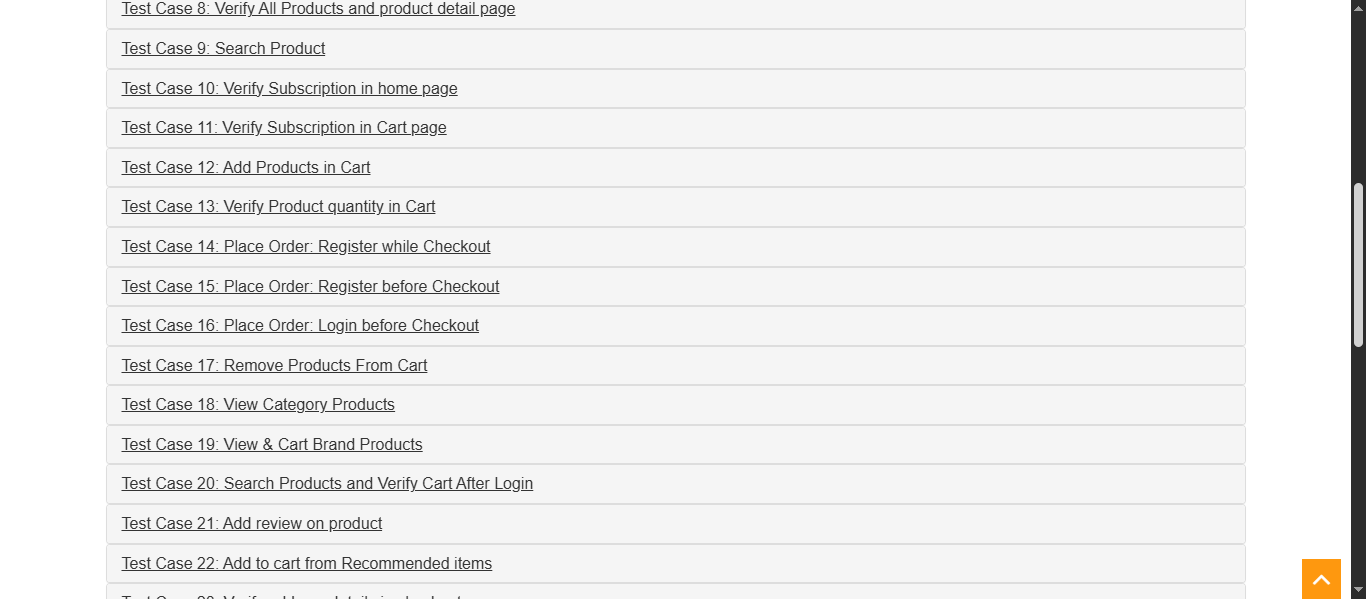 Test Case 8: Verify All Products and product detail page
Test Case 9: Search Product
Test Case 10: Verify Subscription in home page
Test Case 11: Verify Subscription in Cart page
Test Case 12: Add Products in Cart
Test Case 13: Verify Product quantity in Cart
Test Case 14: Place Order: Register while Checkout
Test Case 15: Place Order: Register before Checkout
Test Case 16: Place Order: Login before Checkout
Test Case 17: Remove Products From Cart
Test Case 18: View Category Products
Test Case 19: View & Cart Brand Products
Test Case 20: Search Products and Verify Cart After Login
Test Case 21: Add review on product
Test Case 22: Add to cart from Recommended items